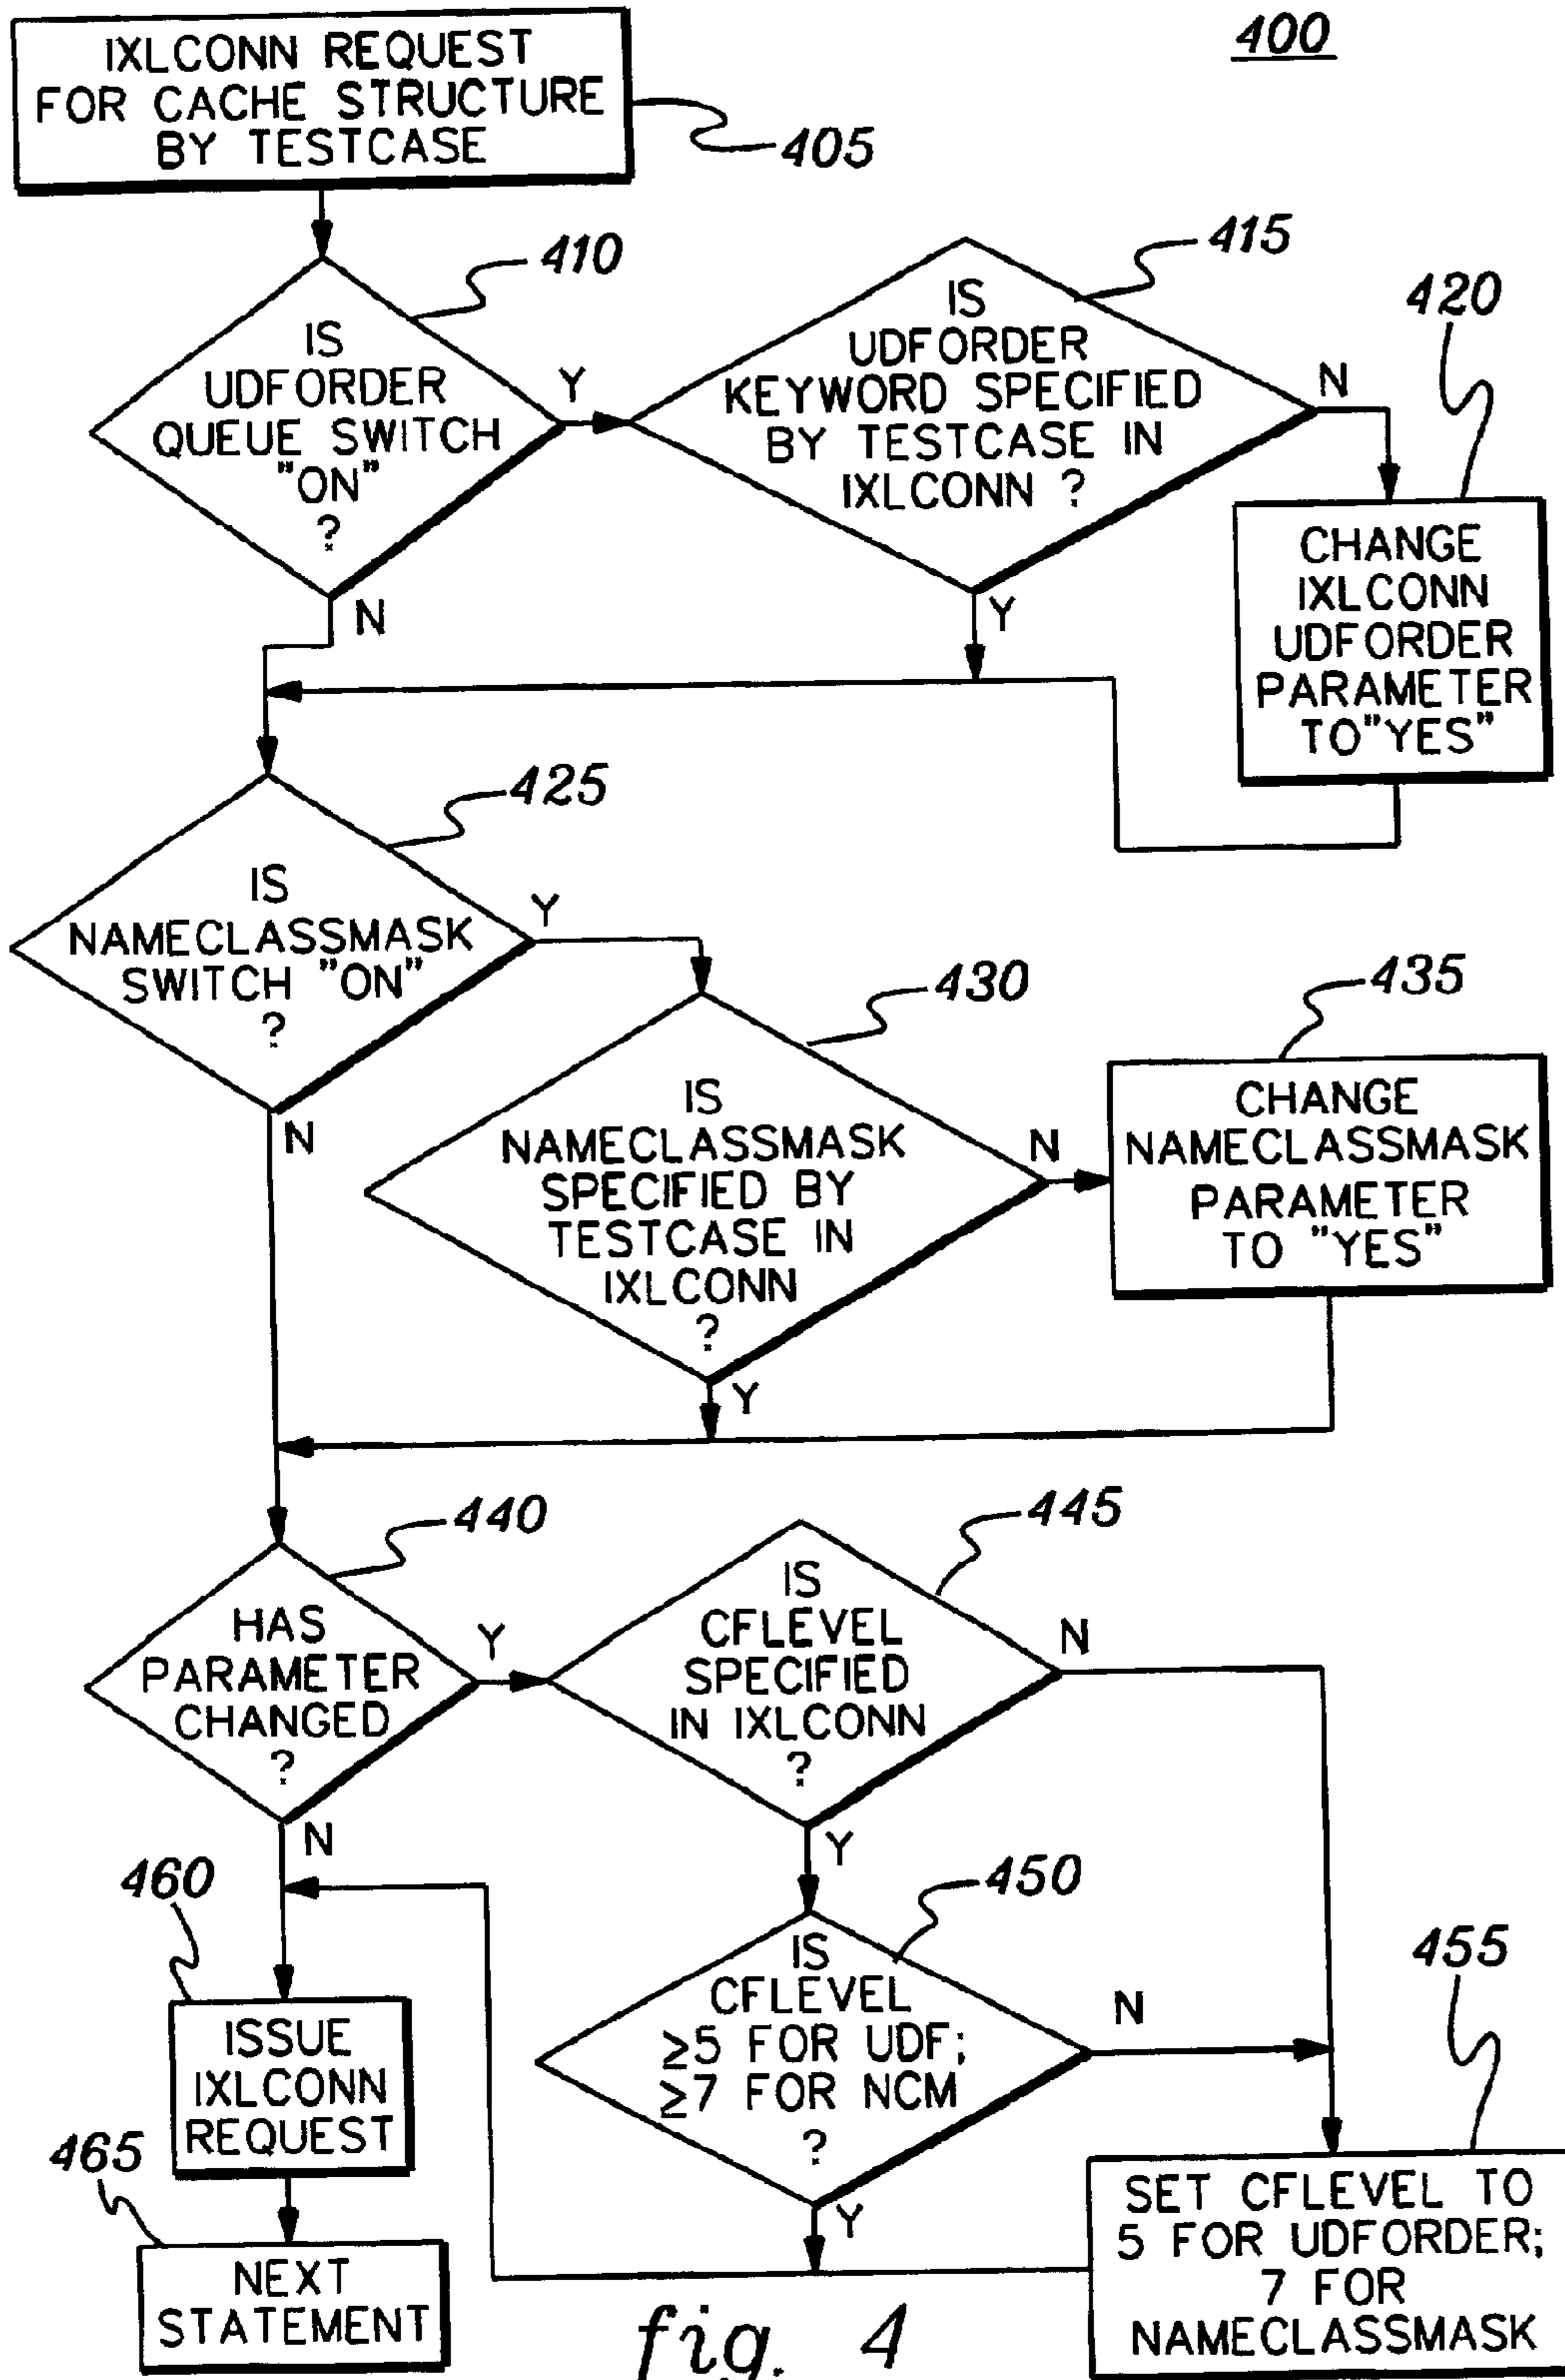 400
IXLCONN REQUEST
FOR CACHE STRUCTURE
BY TESTCASE
405
410
IS
UDFORDER
QUEUE SWITCH
"ON"
?
Y
N
415
IS
UDFORDER
KEYWORD SPECIFIED
BY TESTCASE IN
IXLCONN ?
N
Y
420
CHANGE
IXLCONN
UDFORDER
PARAMETER
TO"YES"
425
IS
NAMECLASSMASK
SWITCH "ON"
?
Y
N
430
IS
NAMECLASSMASK
SPECIFIED BY
TESTCASE IN
IXLCONN
?
N
Y
435
CHANGE
NAMECLASSMASK
PARAMETER
TO "YES"
440
HAS
PARAMETER
CHANGED
?
Y
N
445
IS
CFLEVEL
SPECIFIED
IN IXLCONN
?
N
Y
450
IS
CFLEVEL
≥5 FOR UDF;
≥7 FOR NCM
?
N
Y
455
SET CFLEVEL TO
5 FOR UDFORDER;
7 FOR
NAMECLASSMASK
460
ISSUE
IXLCONN
REQUEST
465
NEXT
STATEMENT
fig. 4